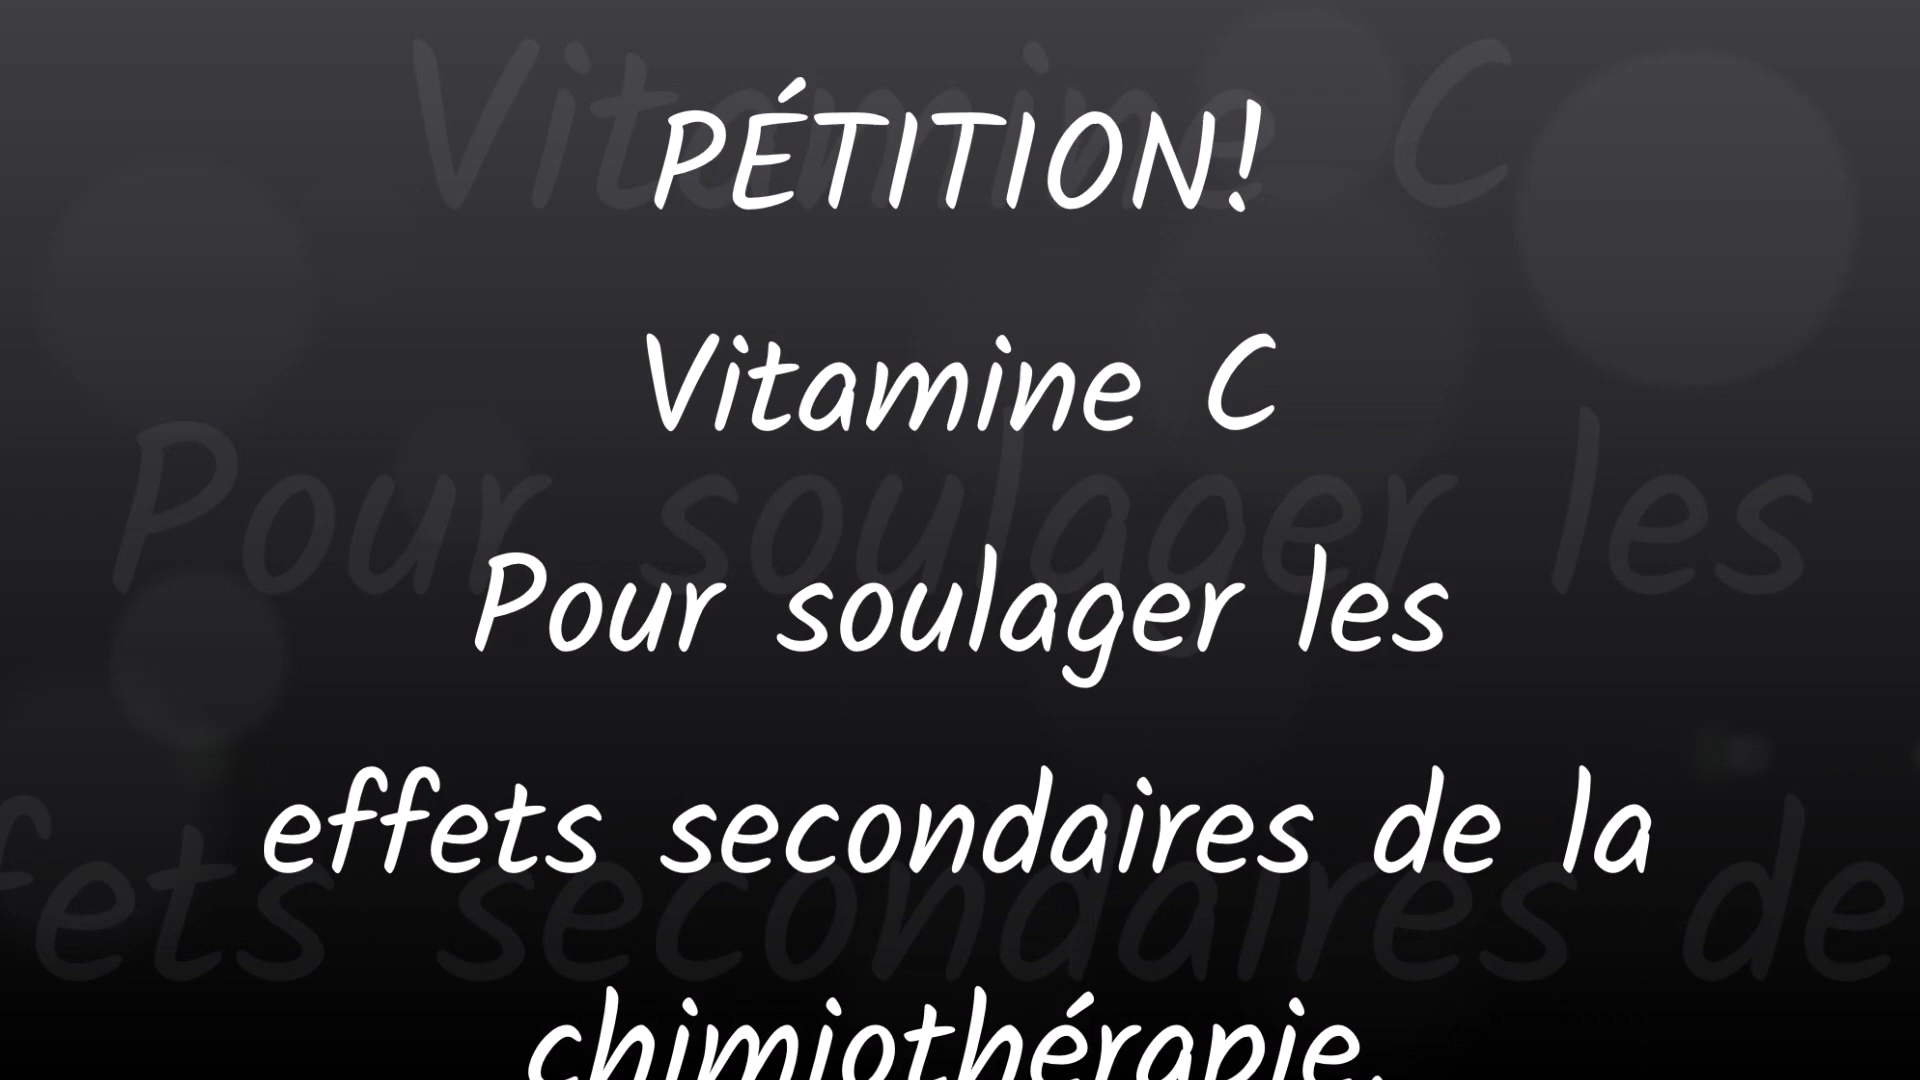 PÉTITION!
Vitamine C
Pour soulager les
effets secondaires de la
chimiothérapie.